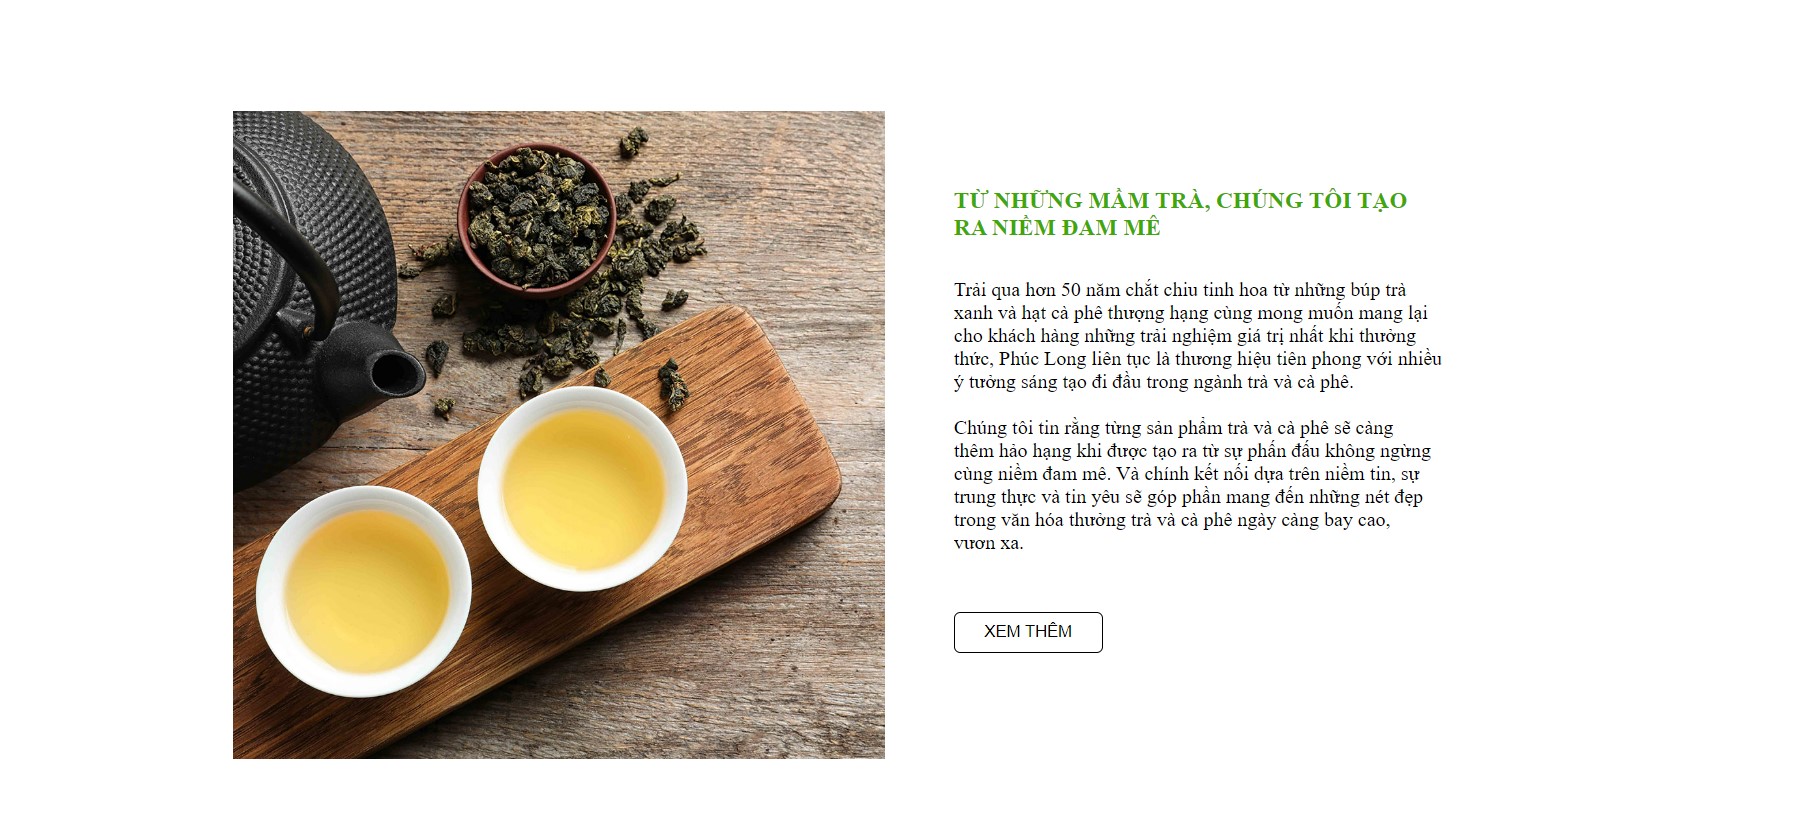 TỪ NHỮNG MẦM TRÀ, CHÚNG TÔI TẠO
RA NIỀM ĐAM MÊ
Trải qua hơn 50 năm chắt chiu tinh hoa từ những búp trà
xanh và hạt cà phê thượng hạng cùng mong muốn mang lại
cho khách hàng những trải nghiệm giá trị nhất khi thưởng
thức, Phúc Long liên tục là thương hiệu tiên phong với nhiều
ý tưởng sáng tạo đi đầu trong ngành trà và cà phê.
Chúng tôi tin rằng từng sản phẩm trà và cà phê sẽ càng
thêm hảo hạng khi được tạo ra từ sự phấn đấu không ngừng
cùng niềm đam mê. Và chính kết nối dựa trên niềm tin, sự
trung thực và tin yêu sẽ góp phần mang đến những nét đẹp
trong văn hóa thưởng trà và cà phê ngày càng bay cao,
vươn xa.
XEM THÊM